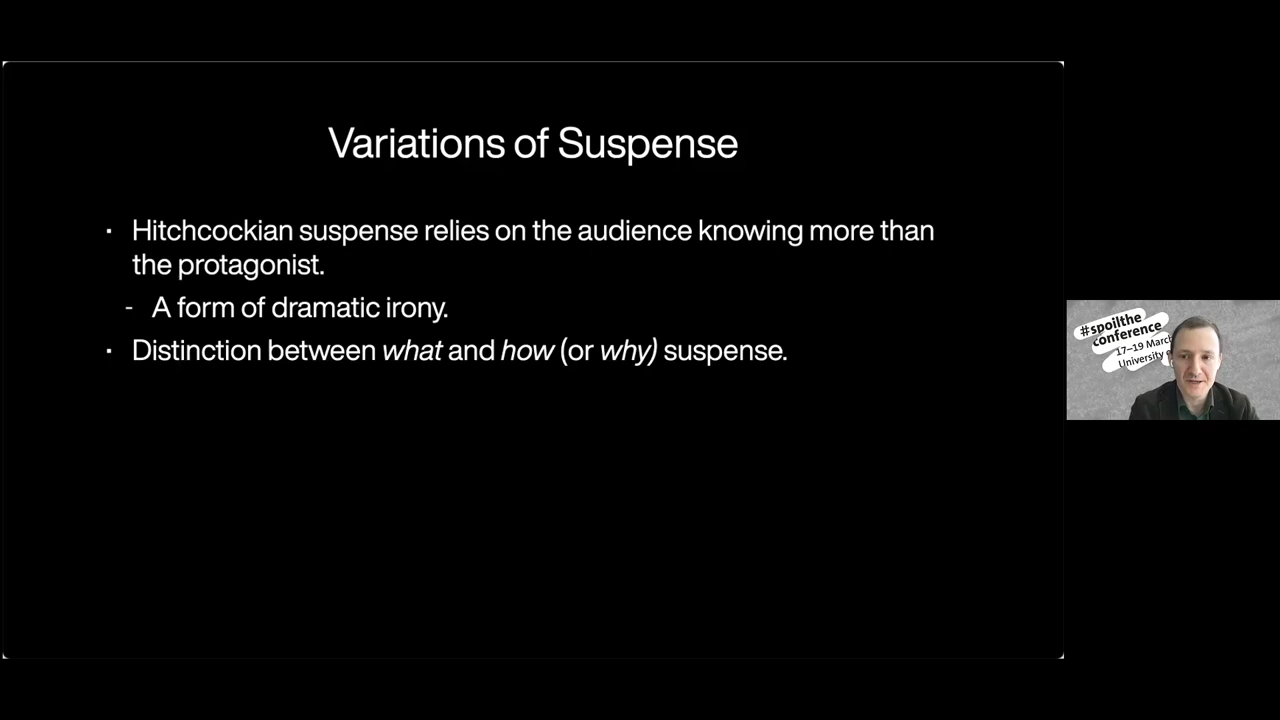 Variations of Suspense
· Hitchcockian suspense relies on the audience knowing more than
the protagonist.
- A form of dramatic irony.
· Distinction between what and how (or why) suspense.
#spoilthe
conference
17–19 March
University